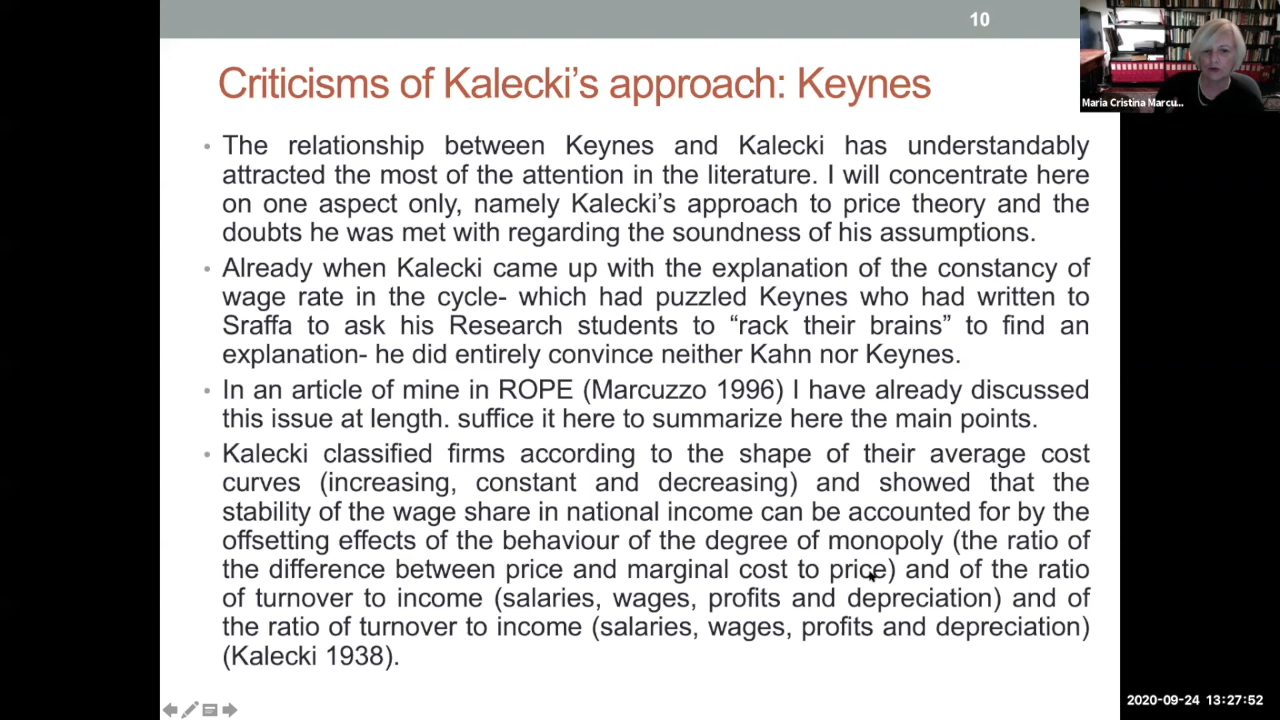 10
Criticisms of Kalecki's approach: Keynes
Maria Cristina Marcu...
• The relationship between Keynes and Kalecki has understandably
attracted the most of the attention in the literature. I will concentrate here
on one aspect only, namely Kalecki's approach to price theory and the
doubts he was met with regarding the soundness of his assumptions.
• Already when Kalecki came up with the explanation of the constancy of
wage rate in the cycle- which had puzzled Keynes who had written to
Sraffa to ask his Research students to “rack their brains” to find an
explanation- he did entirely convince neither Kahn nor Keynes.
• In an article of mine in ROPE (Marcuzzo 1996) I have already discussed
this issue at length. suffice it here to summarize here the main points.
• Kalecki classified firms according to the shape of their average cost
curves (increasing, constant and decreasing) and showed that the
stability of the wage share in national income can be accounted for by the
offsetting effects of the behaviour of the degree of monopoly (the ratio of
the difference between price and marginal cost to price) and of the ratio
of turnover to income (salaries, wages, profits and depreciation) and of
the ratio of turnover to income (salaries, wages, profits and depreciation)
(Kalecki 1938).
2020-09-24 13:27:52